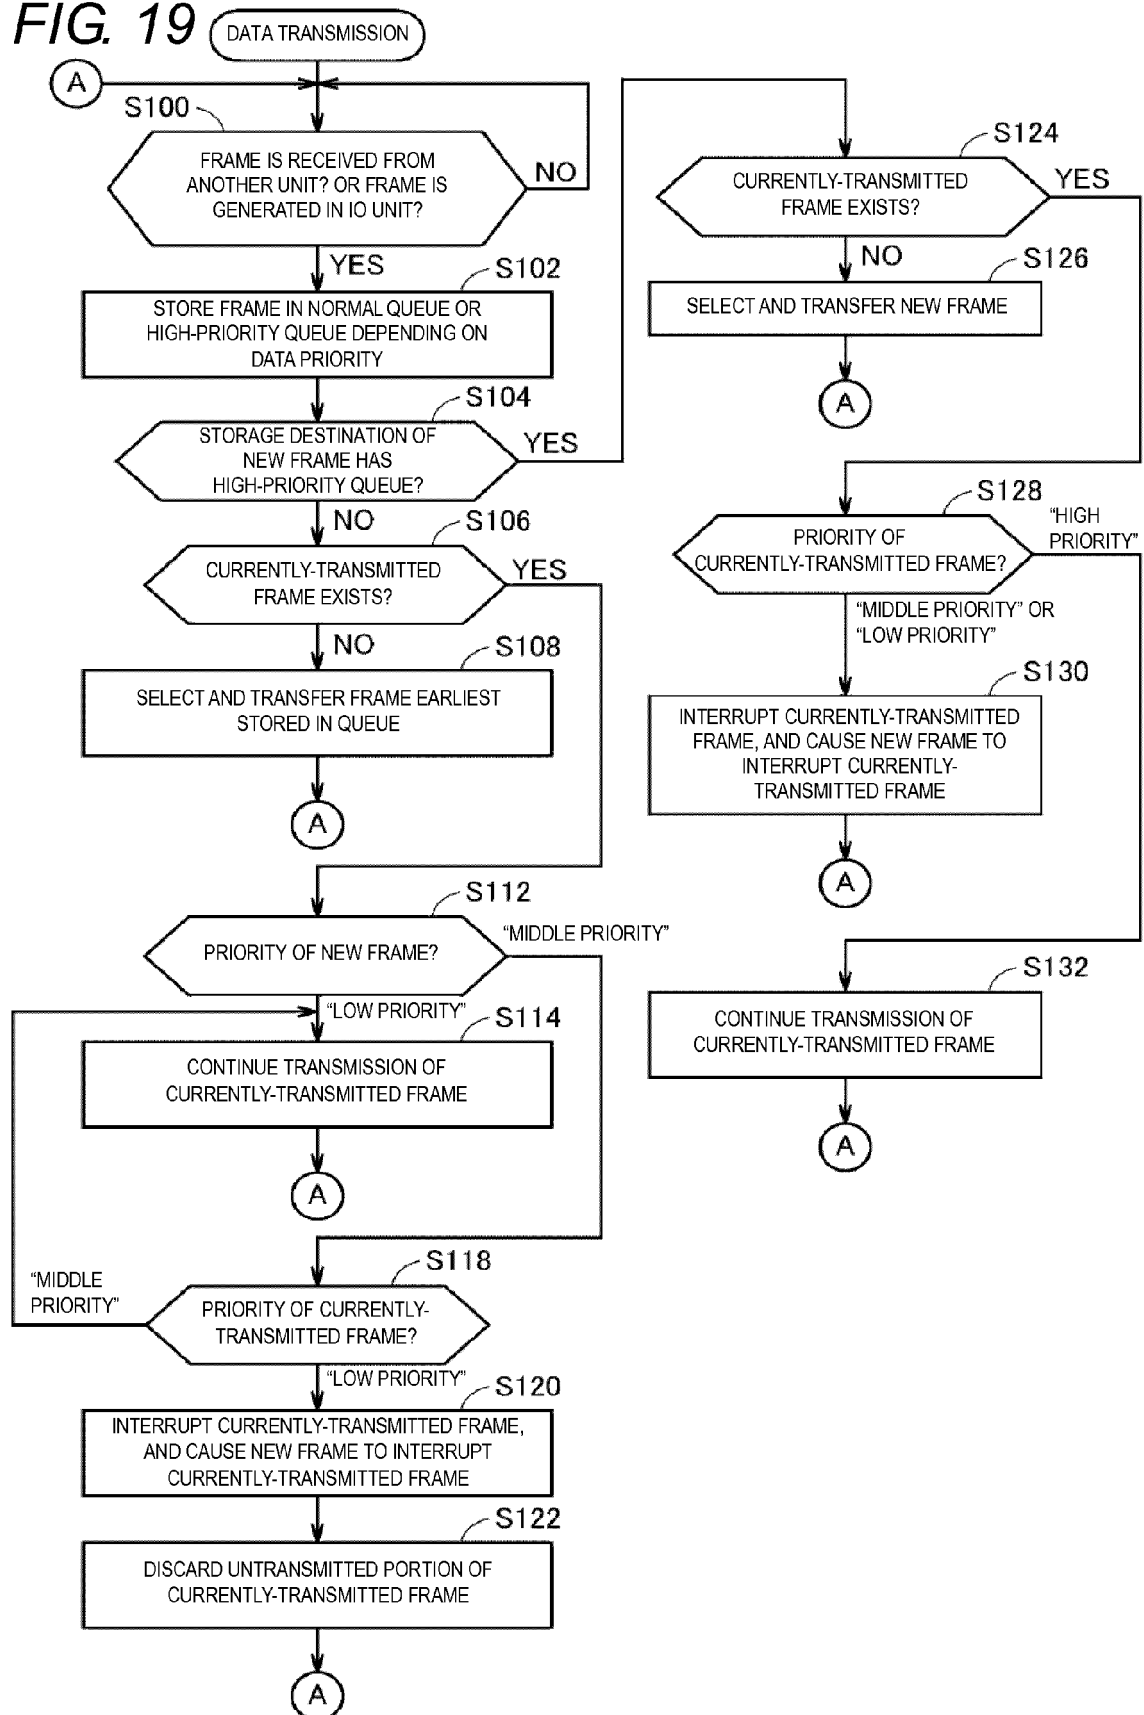 FIG. 19
DATA TRANSMISSION
A
S100
FRAME IS RECEIVED FROM
ANOTHER UNIT? OR FRAME IS
GENERATED IN IO UNIT?
NO
YES
S102
STORE FRAME IN NORMAL QUEUE OR
HIGH-PRIORITY QUEUE DEPENDING ON
DATA PRIORITY
S104
STORAGE DESTINATION OF
NEW FRAME HAS
HIGH-PRIORITY QUEUE?
YES
NO
S106
CURRENTLY-TRANSMITTED
FRAME EXISTS?
YES
NO
S108
SELECT AND TRANSFER FRAME EARLIEST
STORED IN QUEUE
A
S112
PRIORITY OF NEW FRAME?
“MIDDLE PRIORITY”
“LOW PRIORITY”
S114
CONTINUE TRANSMISSION OF
CURRENTLY-TRANSMITTED FRAME
A
S118
“MIDDLE
PRIORITY”
PRIORITY OF CURRENTLY-
TRANSMITTED FRAME?
“LOW PRIORITY”
S120
INTERRUPT CURRENTLY-TRANSMITTED FRAME,
AND CAUSE NEW FRAME TO INTERRUPT
CURRENTLY-TRANSMITTED FRAME
S122
DISCARD UNTRANSMITTED PORTION OF
CURRENTLY-TRANSMITTED FRAME
A
S124
CURRENTLY-TRANSMITTED
FRAME EXISTS?
YES
NO
S126
SELECT AND TRANSFER NEW FRAME
A
S128
“HIGH
PRIORITY”
PRIORITY OF
CURRENTLY-TRANSMITTED FRAME?
“MIDDLE PRIORITY” OR
“LOW PRIORITY”
S130
INTERRUPT CURRENTLY-TRANSMITTED
FRAME, AND CAUSE NEW FRAME TO
INTERRUPT CURRENTLY-
TRANSMITTED FRAME
A
S132
CONTINUE TRANSMISSION OF
CURRENTLY-TRANSMITTED FRAME
A